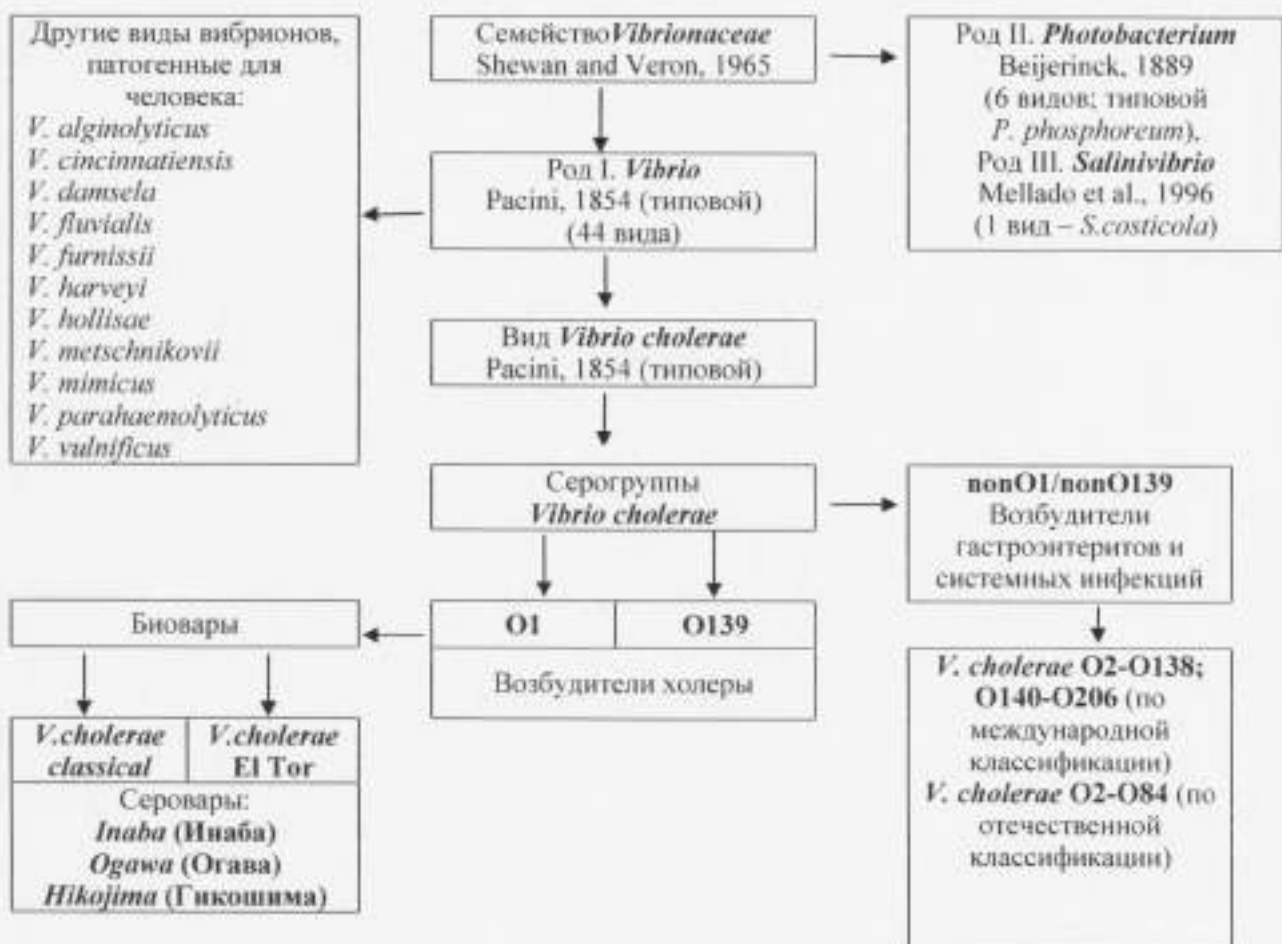 Другие виды вибрионов,
патогенные для
человека:
V. alginolyticus
V. cincinnatiensis
V. damsela
V. fluvialis
V. furnissii
V. harveyi
V. hollisae
V. metschnikovii
V. mimicus
V. parahaemolyticus
V. vulnificus
СемействоVibrionaceae
Shewan and Veron, 1965
Род I. Vibrio
Pacini, 1854 (типовой)
(44 вида)
Род II. Photobacterium
Beijerinck, 1889
(6 видов; типовой
P. phosphoreum),
Род III. Salinivibrio
Mellado et al., 1996
(1 вид – S.costicola)
Вид Vibrio cholerae
Pacini, 1854 (типовой)
Серогруппы
Vibrio cholerae
nonO1/nonO139
Возбудители
гастроэнтеритов и
системных инфекций
Биовары
O1 O139
Возбудители холеры
V.cholerae classical
V.cholerae El Tor
Серовары:
Inaba (Инаба)
Ogawa (Огава)
Hikojima (Гикошима)
V. cholerae O2-O138;
O140-O206 (по
международной
классификации)
V. cholerae O2-O84 (по
отечественной
классификации)